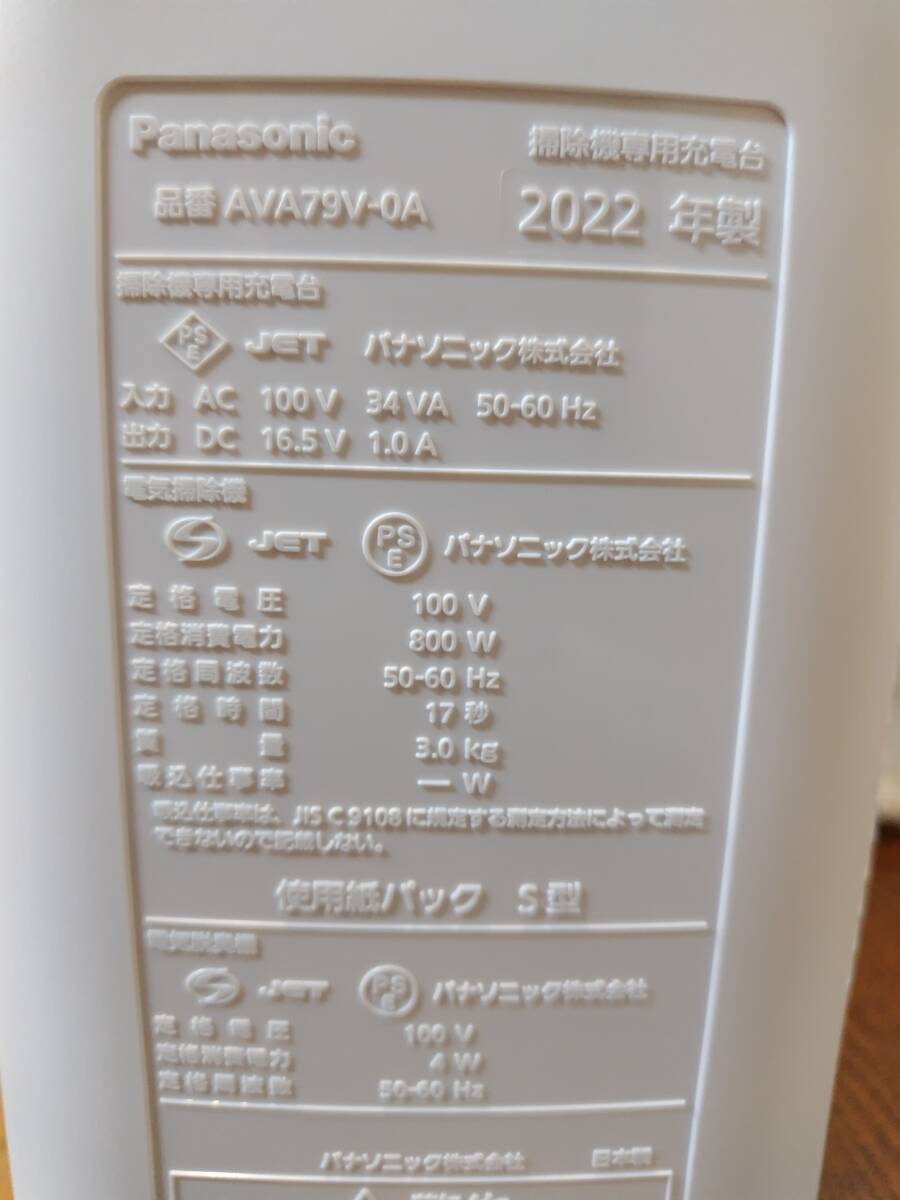 Panasonic 掃除機専用充電台
品番 AVA79V-0A 2022 年製
掃除機専用充電台
PSE JET パナソニック株式会社
入力 AC 100 V 34 VA 50-60 Hz
出力 DC 16.5 V 1.0 A
電気掃除機
S JET PSE パナソニック株式会社
定格電圧 100 V
定格消費電力 800 W
定格周波数 50-60 Hz
定格時間 17 秒
質量 3.0 kg
吸込仕事率 — W
吸込仕事率は、JIS C 9108 に規定する測定方法によって測定
できないので記載しない。
使用紙パック S 型
電気脱臭機
S JET PSE パナソニック株式会社
定格電圧 100 V
定格消費電力 4 W
定格周波数 50-60 Hz
パナソニック株式会社 日本製